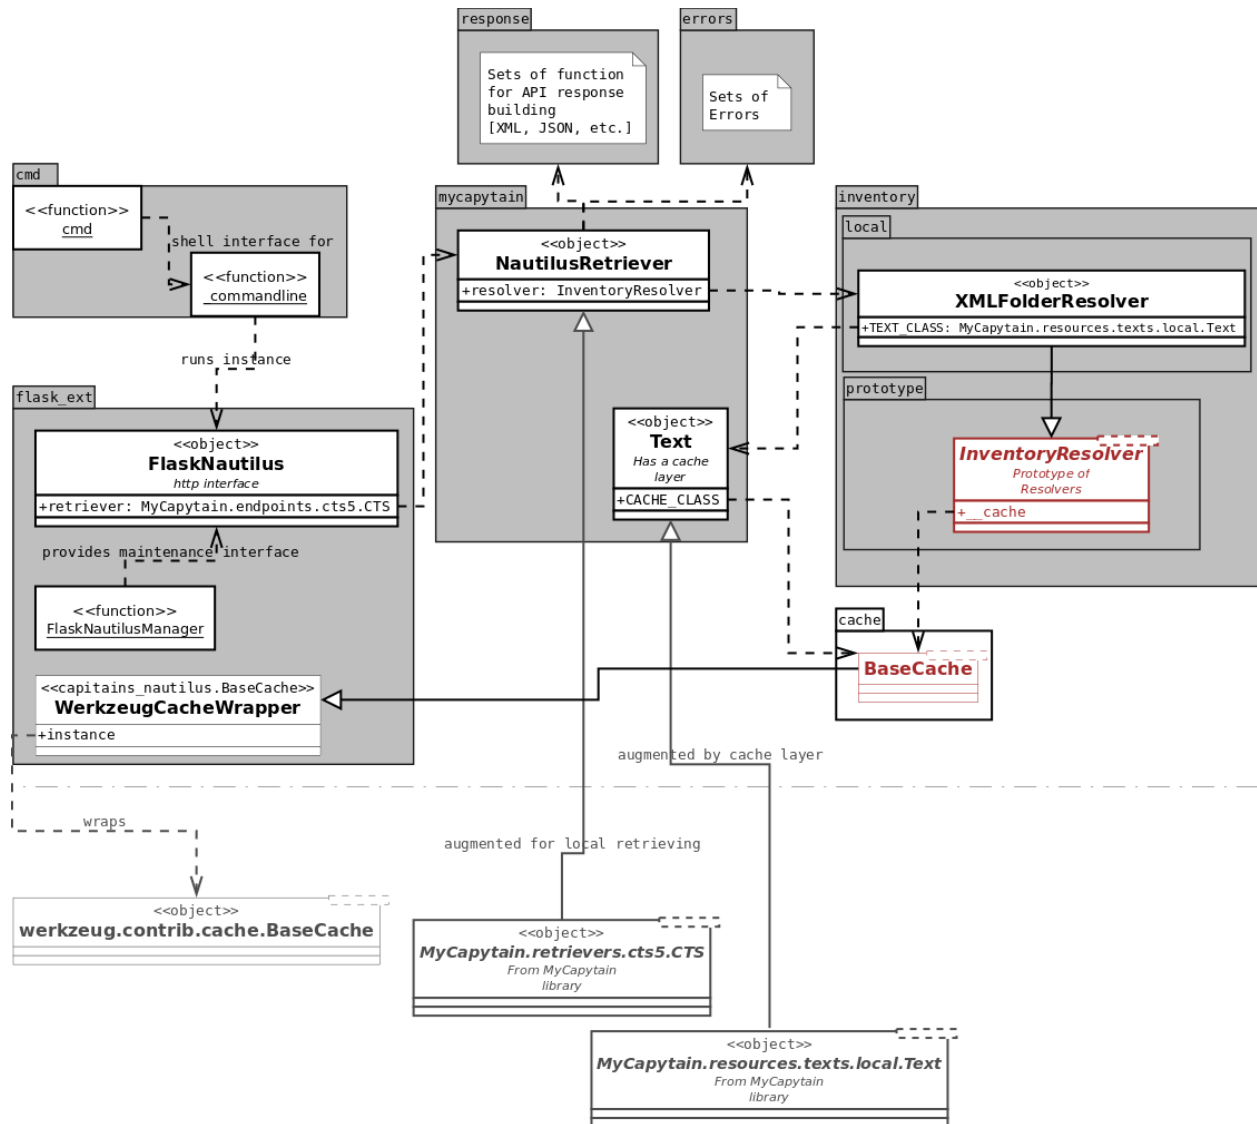 response
Sets of function
for API response
building
[XML, JSON, etc.]
errors
Sets of
Errors
cmd
<<function>>
cmd
shell interface for
<<function>>
_commandline
runs instance
mycapytain
<<object>>
NautilusRetriever
+resolver: InventoryResolver
<<object>>
Text
Has a cache
layer
+CACHE_CLASS
inventory
local
<<object>>
XMLFolderResolver
+TEXT_CLASS: MyCapytain.resources.texts.local.Text
prototype
InventoryResolver
Prototype of
Resolvers
+__cache
flask_ext
<<object>>
FlaskNautilus
http interface
+retriever: MyCapytain.endpoints.cts5.CTS
provides maintenance interface
<<function>>
FlaskNautilusManager
<<capitains_nautilus.BaseCache>>
WerkzeugCacheWrapper
+instance
cache
BaseCache
augmented by cache layer
wraps
augmented for local retrieving
<<object>>
werkzeug.contrib.cache.BaseCache
<<object>>
MyCapytain.retrievers.cts5.CTS
From MyCapytain
library
<<object>>
MyCapytain.resources.texts.local.Text
From MyCapytain
library